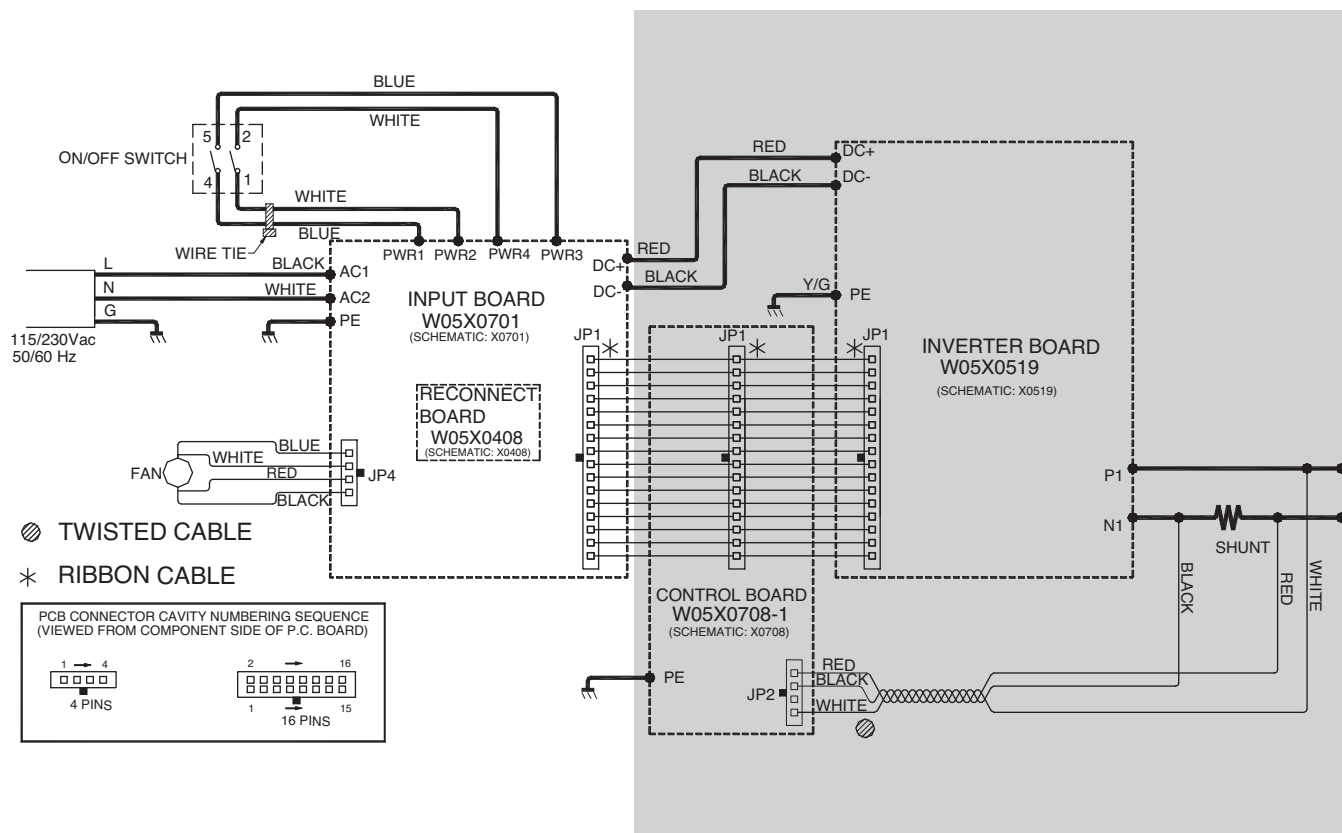 BLUE
WHITE
5 2
ON/OFF SWITCH
4 1
WHITE
BLUE
WIRE TIE
PWR1 PWR2 PWR4 PWR3
L BLACK AC1
N WHITE AC2
G PE
115/230Vac
50/60 Hz
INPUT BOARD
W05X0701
(SCHEMATIC: X0701)
RECONNECT
BOARD
W05X0408
(SCHEMATIC: X0408)
DC+ RED
DC- BLACK
RED DC+
BLACK DC-
Y/G PE
JP1 JP1 JP1
INVERTER BOARD
W05X0519
(SCHEMATIC: X0519)
FAN
BLUE
WHITE
RED
BLACK
JP4
P1
N1
SHUNT
BLACK
RED
WHITE
TWISTED CABLE
RIBBON CABLE
PCB CONNECTOR CAVITY NUMBERING SEQUENCE
(VIEWED FROM COMPONENT SIDE OF P.C. BOARD)
1 4
4 PINS
2 16
1 15
16 PINS
CONTROL BOARD
W05X0708-1
(SCHEMATIC: X0708)
PE
JP2
RED
BLACK
WHITE